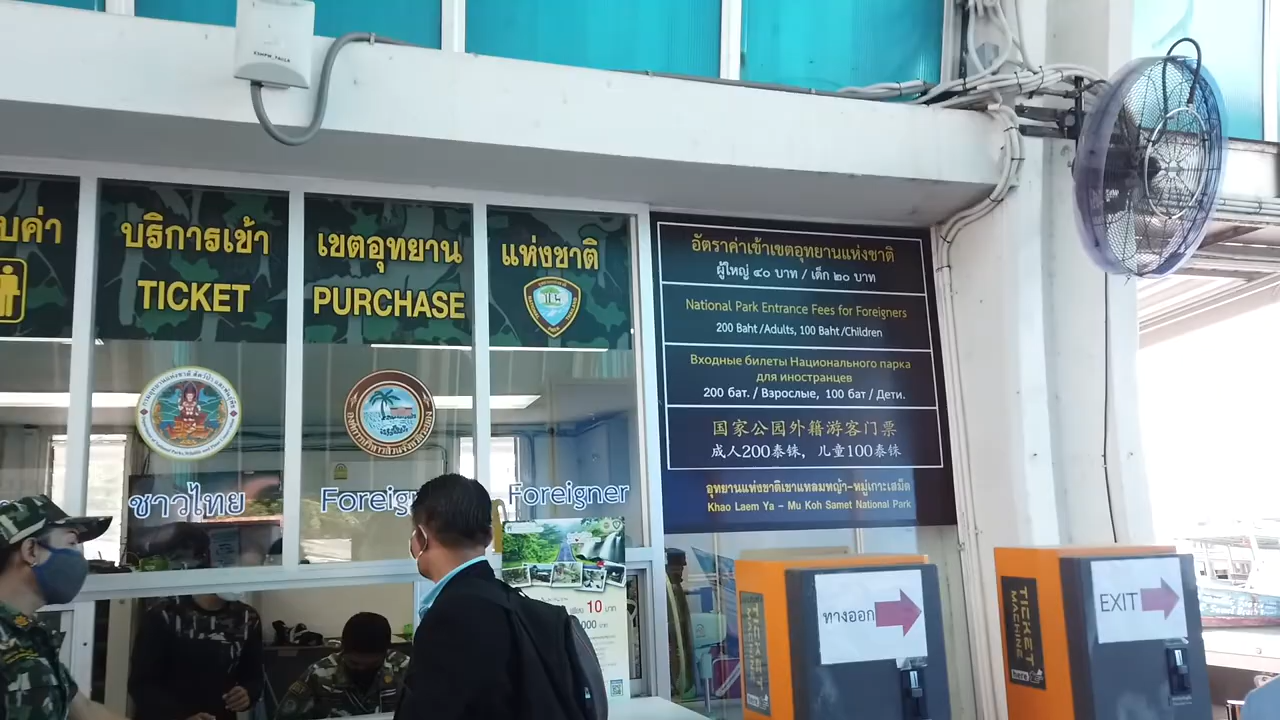 บค่า
บริการเข้า
เขตอุทยาน
แห่งชาติ
TICKET
PURCHASE
ชาวไทย
Foreig
Foreigner
อัตราค่าเข้าเขตอุทยานแห่งชาติ
ผู้ใหญ่ ๔๐ บาท / เด็ก ๒๐ บาท
National Park Entrance Fees for Foreigners
200 Baht /Adults, 100 Baht /Children
Входные билеты Национального парка
для иностранцев
200 бат. / Взрослые, 100 бат / Дети.
国家公园外籍游客门票
成人200泰铢，儿童100泰铢
อุทยานแห่งชาติเขาแหลมหญ้า-หมู่เกาะเสม็ด
Khao Laem Ya – Mu Koh Samet National Park
10 บาท
TICKET
MACHINE
here
ทางออก
TICKET
MACHINE
here
EXIT